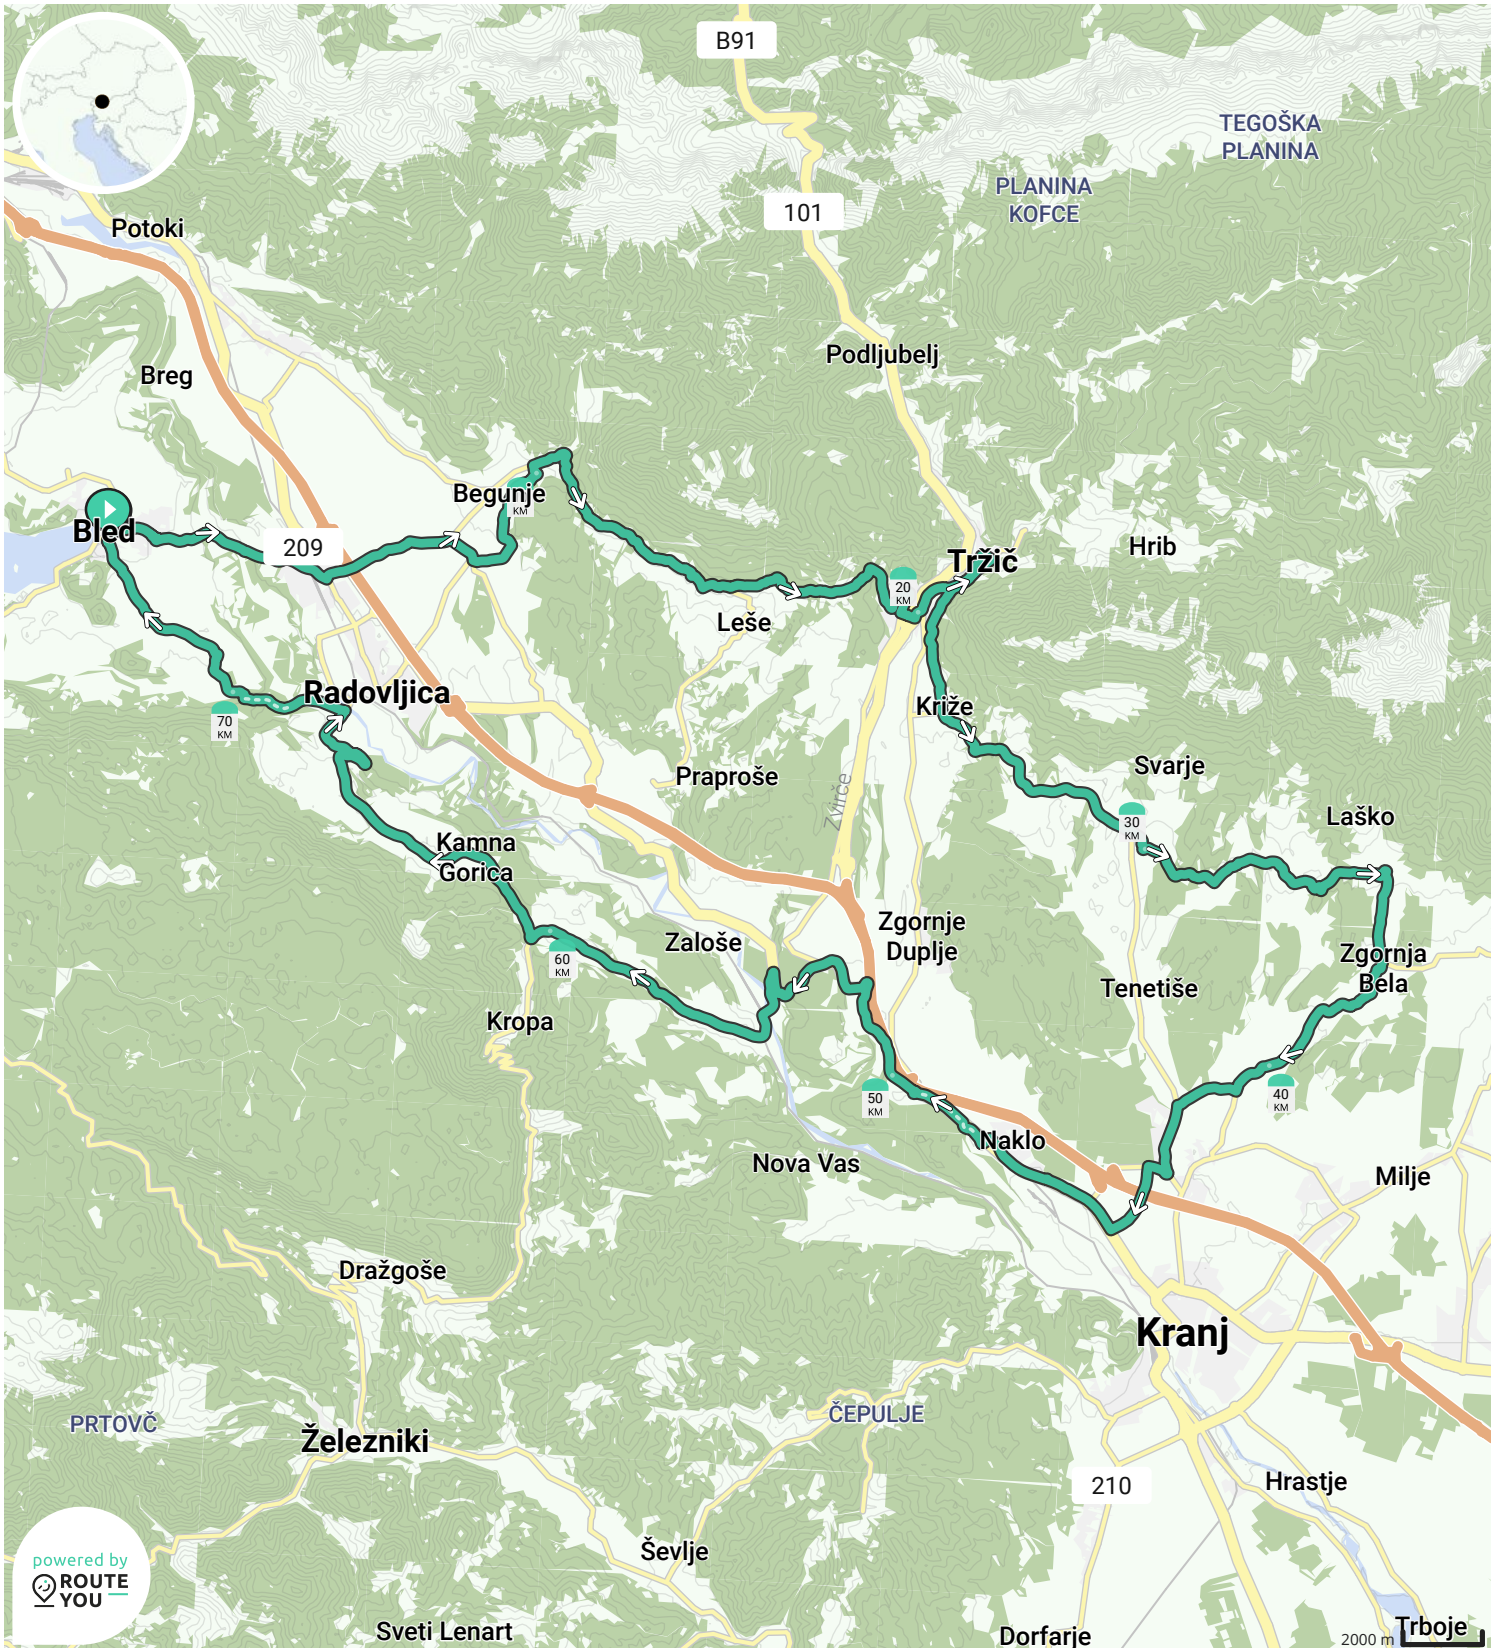 B91
TEGOŠKA
PLANINA
PLANINA
KOFCE
101
Potoki
Podljubelj
Breg
Begunje
KM
Bled
209
Tržič
Hrib
20
KM
Leše
Radovljica
Križe
70
KM
Praproše
Zvirče
Svarje
30
KM
Laško
Kamna
Gorica
Zgornje
Duplje
Zaloše
Zgornja
Bela
60
KM
Tenetiše
Kropa
50
KM
40
KM
Naklo
Nova Vas
Milje
Dražgoše
Kranj
PRTOVČ
ČEPULJE
Železniki
210
Hrastje
Ševlje
powered by
ROUTE
YOU
Sveti Lenart
Dorfarje
Trboje
2000 m